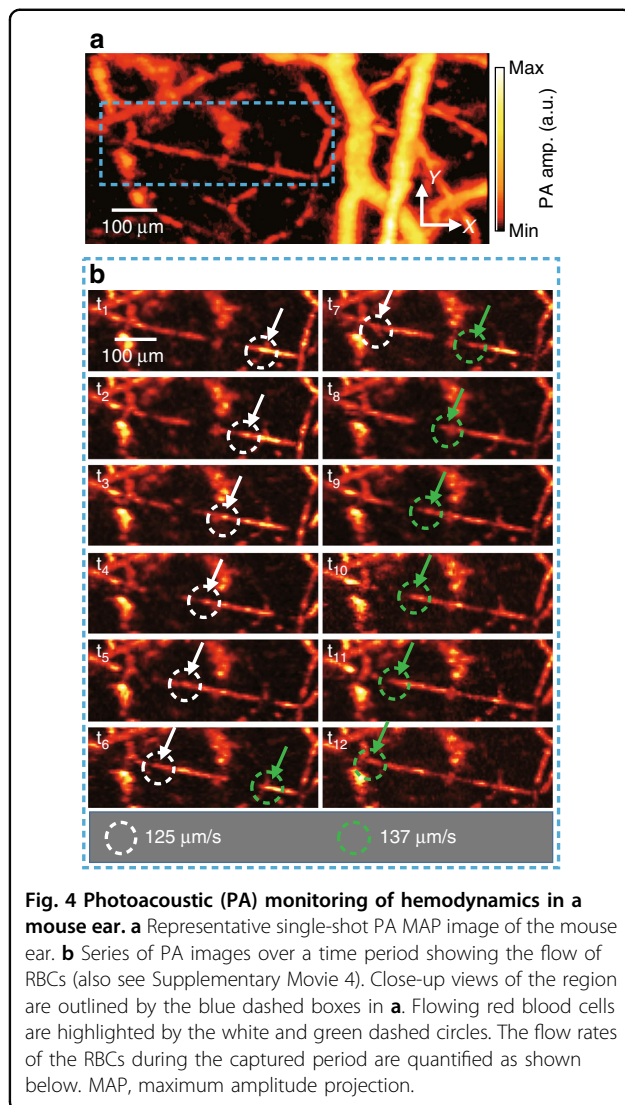 a
Max
PA amp. (a.u.)
Min
Y
X
100 μm
b
t1
100 μm
t7
t2
t8
t3
t9
t4
t10
t5
t11
t6
t12
125 μm/s
137 μm/s
Fig. 4 Photoacoustic (PA) monitoring of hemodynamics in a
mouse ear. a Representative single-shot PA MAP image of the mouse
ear. b Series of PA images over a time period showing the flow of
RBCs (also see Supplementary Movie 4). Close-up views of the region
are outlined by the blue dashed boxes in a. Flowing red blood cells
are highlighted by the white and green dashed circles. The flow rates
of the RBCs during the captured period are quantified as shown
below. MAP, maximum amplitude projection.